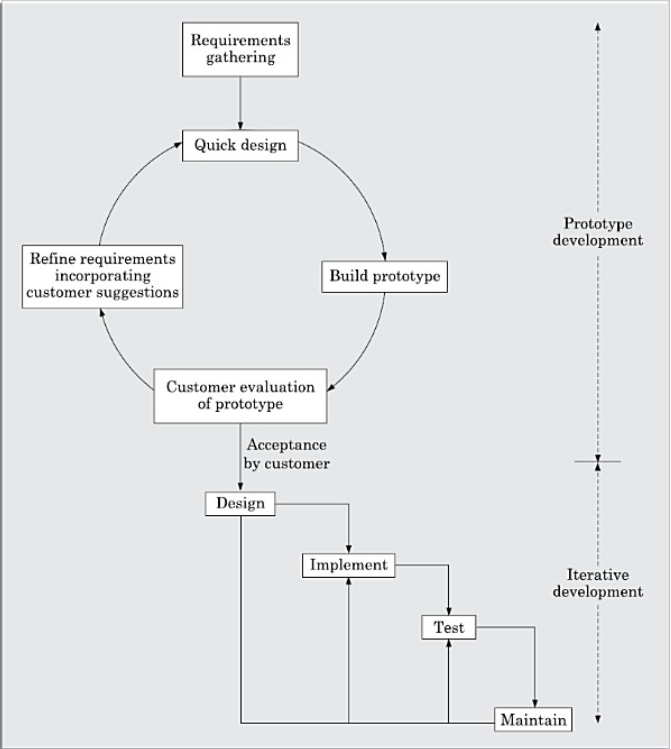 Requirements
gathering
Quick design
Prototype
development
Refine requirements
incorporating
customer suggestions
Build prototype
Customer evaluation
of prototype
Acceptance
by customer
Design
Implement
Iterative
development
Test
Maintain